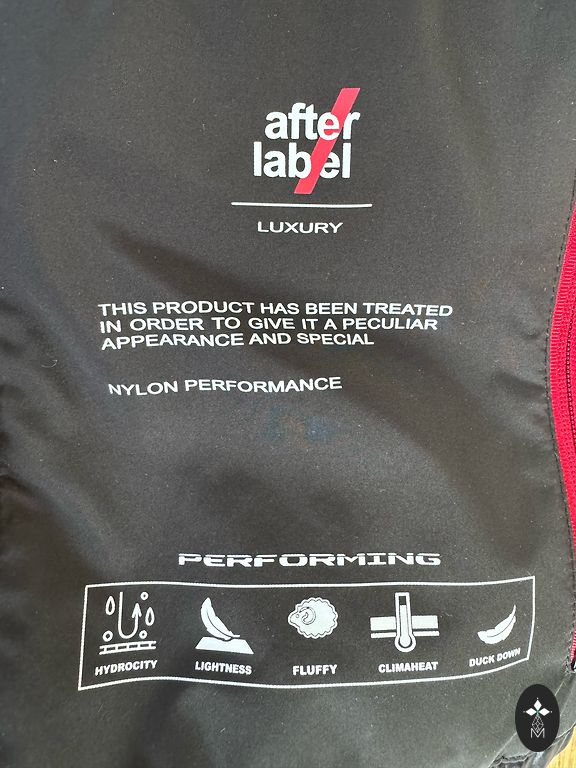 after
label
LUXURY
THIS PRODUCT HAS BEEN TREATED
IN ORDER TO GIVE IT A PECULIAR
APPEARANCE AND SPECIAL
NYLON PERFORMANCE
PERFORMING
HYDROCITY LIGHTNESS FLUFFY CLIMAHEAT DUCK DOWN
M